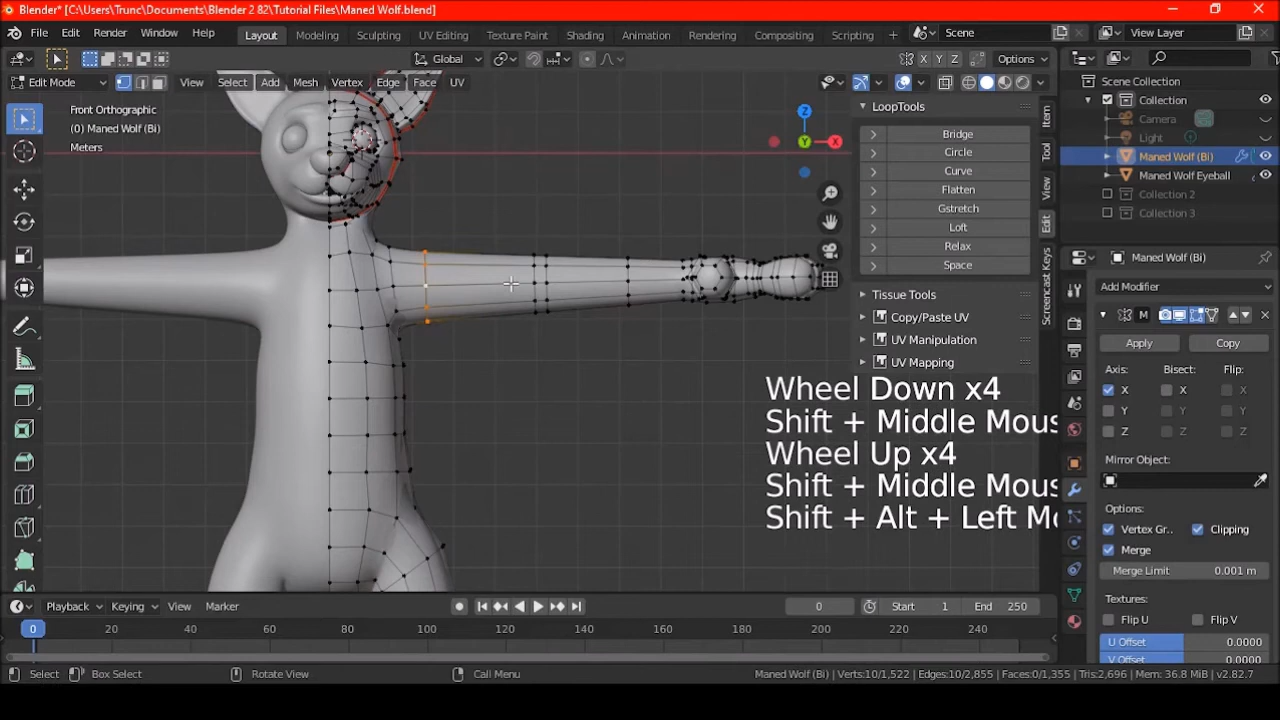 Blender* [C:\Users\Trunc\Documents\Blender 2 82\Tutorial Files\Maned Wolf.blend]
File Edit Render Window Help Layout Modeling Sculpting UV Editing Texture Paint Shading Animation Rendering Compositing Scripting Scene View Layer
Global X Y Z Options
Edit Mode View Select Add Mesh Vertex Edge Face UV
Scene Collection
Collection
Camera
Light
Maned Wolf (Bi)
Maned Wolf Eyeball
Collection 2
Collection 3
Front Orthographic
(0) Maned Wolf (Bi)
Meters
Z
Y
X
LoopTools
Bridge
Circle
Curve
Flatten
Gstretch
Loft
Relax
Space
Tissue Tools
Copy/Paste UV
UV Manipulation
UV Mapping
Item
Tool
View
Edit
Screencast Keys
Wheel Down x4
Shift + Middle Mous
Wheel Up x4
Shift + Middle Mous
Shift + Alt + Left Mo
Maned Wolf (Bi)
Add Modifier
M
Apply Copy
Axis: Bisect: Flip:
X X X
Y Y Y
Z Z Z
Mirror Object:
Options:
Vertex Gr... Clipping
Merge
Merge Limit 0.001 m
Textures:
Flip U Flip V
U Offset 0.0000
V Offset 0.0000
Playback Keying View Marker 0 Start 1 End 250
0 20 40 60 80 100 120 140 160 180 200 220 240
Select Box Select Rotate View Call Menu Maned Wolf (Bi) | Verts:10/1,522 | Edges:10/2,855 | Faces:0/1,355 | Tris:2,696 | Mem: 36.8 MiB | v2.82.7